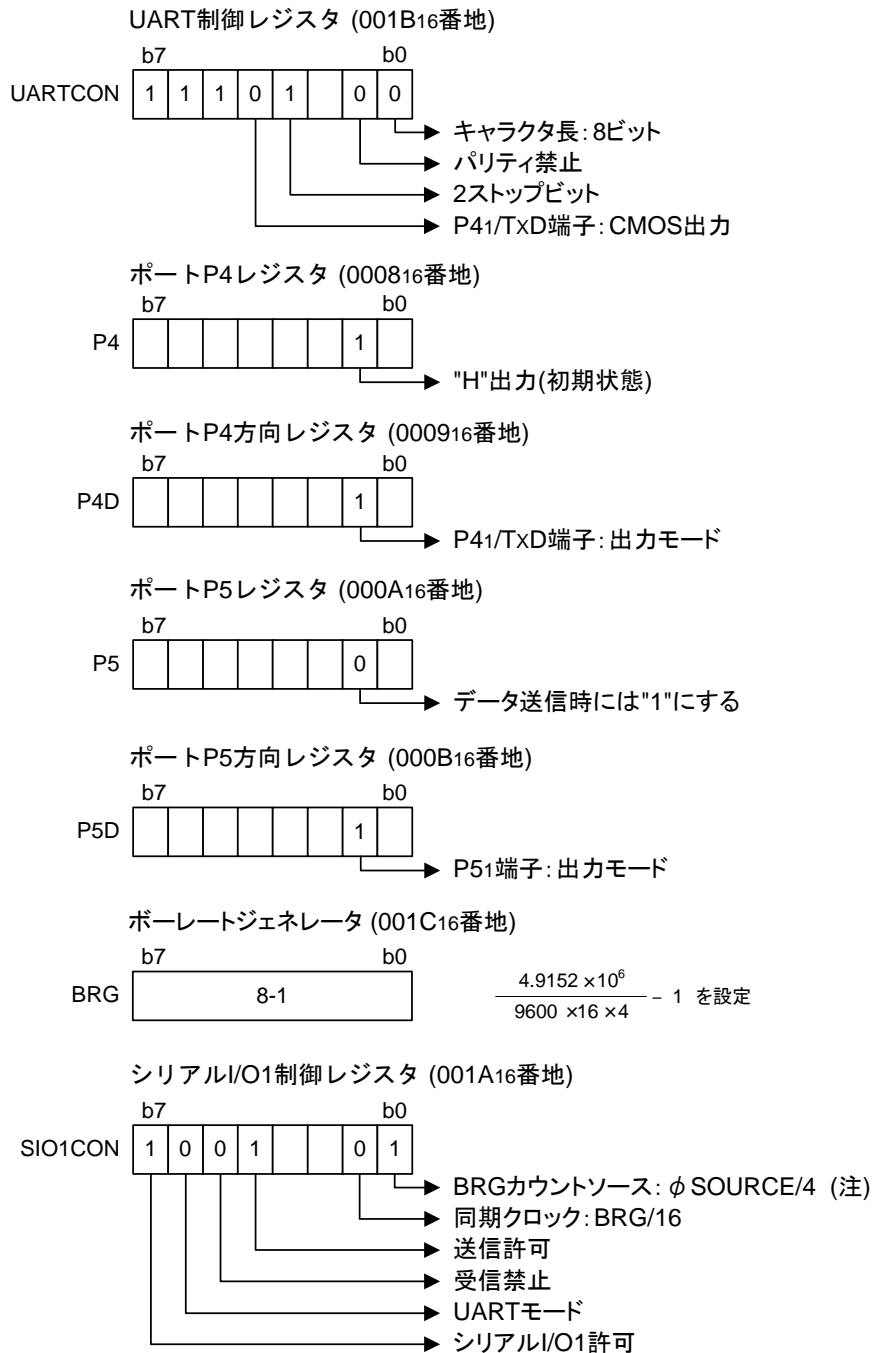 UART制御レジスタ (001B16番地)
b7 b0
UARTCON 1 1 1 0 1 0 0
キャラクタ長:8ビット
パリティ禁止
2ストップビット
P41/TXD端子:CMOS出力
ポートP4レジスタ (000816番地)
b7 b0
P4 1
"H"出力(初期状態)
ポートP4方向レジスタ (000916番地)
b7 b0
P4D 1
P41/TXD端子:出力モード
ポートP5レジスタ (000A16番地)
b7 b0
P5 0
データ送信時には"1"にする
ポートP5方向レジスタ (000B16番地)
b7 b0
P5D 1
P51端子:出力モード
ボーレートジェネレータ (001C16番地)
b7 b0
BRG 8-1
4.9152×10⁶
9600 ×16×4
− 1 を設定
シリアルI/O1制御レジスタ (001A16番地)
b7 b0
SIO1CON 1 0 0 1 0 1
BRGカウントソース:φSOURCE/4 (注)
同期クロック:BRG/16
送信許可
受信禁止
UARTモード
シリアルI/O1許可